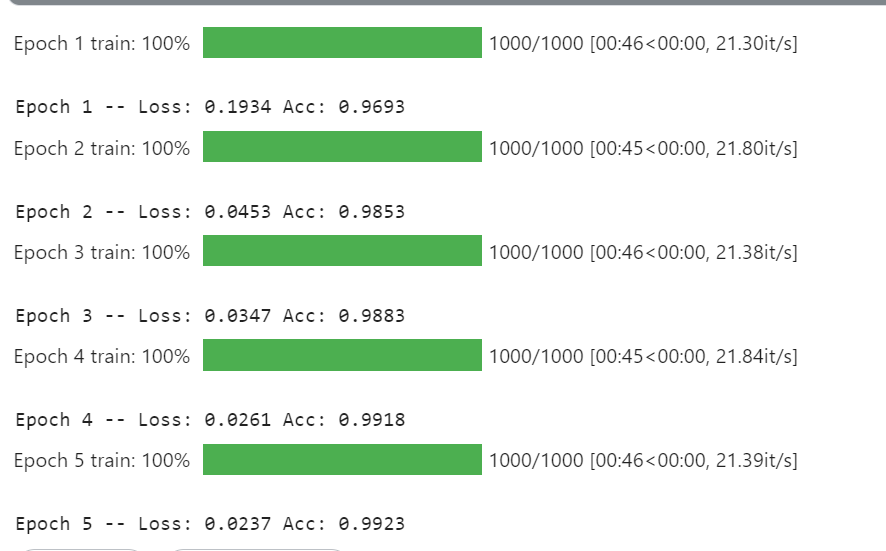 Epoch 1 train: 100% 1000/1000 [00:46<00:00, 21.30it/s]
Epoch 1 -- Loss: 0.1934 Acc: 0.9693
Epoch 2 train: 100% 1000/1000 [00:45<00:00, 21.80it/s]
Epoch 2 -- Loss: 0.0453 Acc: 0.9853
Epoch 3 train: 100% 1000/1000 [00:46<00:00, 21.38it/s]
Epoch 3 -- Loss: 0.0347 Acc: 0.9883
Epoch 4 train: 100% 1000/1000 [00:45<00:00, 21.84it/s]
Epoch 4 -- Loss: 0.0261 Acc: 0.9918
Epoch 5 train: 100% 1000/1000 [00:46<00:00, 21.39it/s]
Epoch 5 -- Loss: 0.0237 Acc: 0.9923